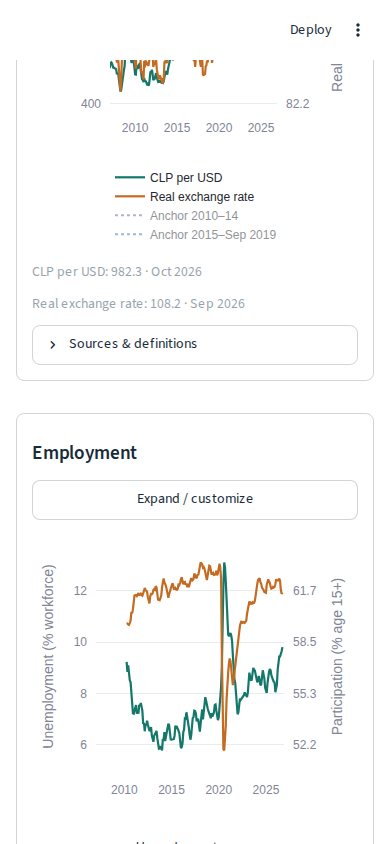 Deploy
Real
400
82.2
2010 2015 2020 2025
CLP per USD
Real exchange rate
Anchor 2010–14
Anchor 2015–Sep 2019
CLP per USD: 982.3 · Oct 2026
Real exchange rate: 108.2 · Sep 2026
Sources & definitions
Employment
Expand / customize
Unemployment (% workforce)
Participation (% age 15+)
12 61.7
10 58.5
8 55.3
6 52.2
2010 2015 2020 2025